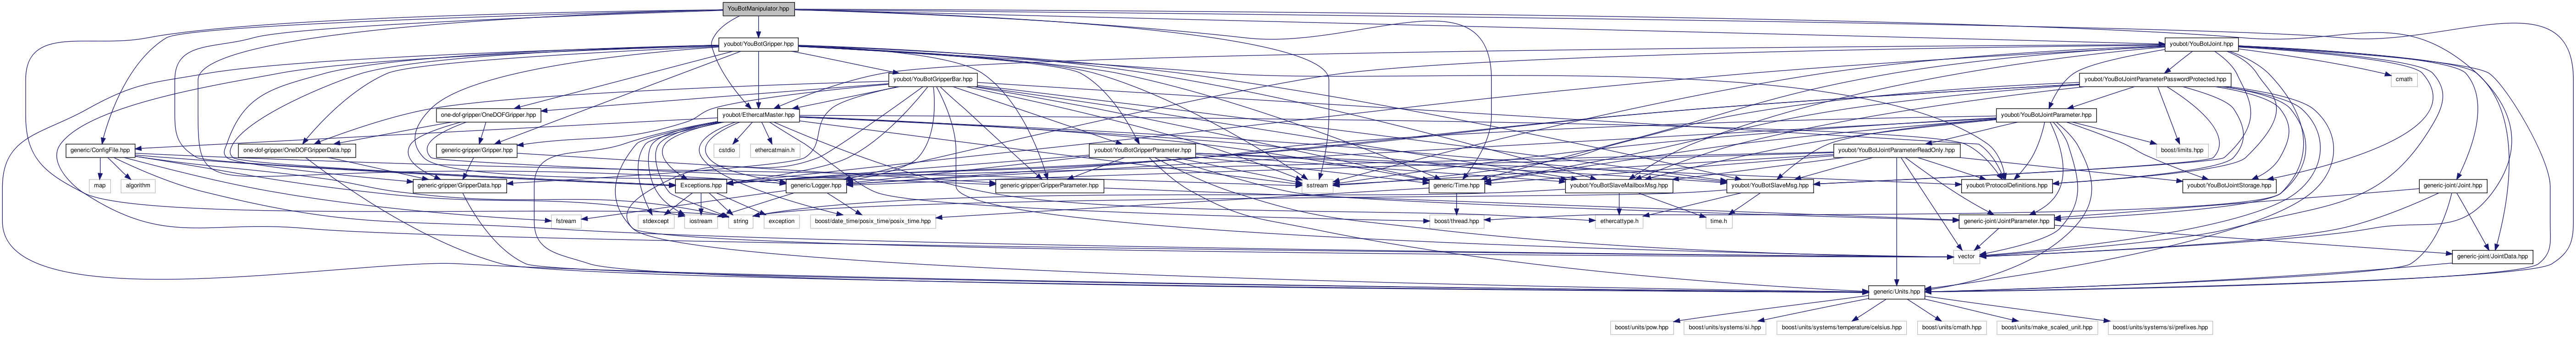 YouBotManipulator.hpp
youbot/YouBotGripper.hpp
youbot/YouBotJoint.hpp
youbot/YouBotGripperBar.hpp
youbot/YouBotJointParameterPasswordProtected.hpp
cmath
one-dof-gripper/OneDOFGripper.hpp
youbot/EthercatMaster.hpp
youbot/YouBotJointParameter.hpp
generic/ConfigFile.hpp
one-dof-gripper/OneDOFGripperData.hpp
generic-gripper/Gripper.hpp
cstdio
ethercatmain.h
youbot/YouBotGripperParameter.hpp
youbot/YouBotJointParameterReadOnly.hpp
boost/limits.hpp
map
algorithm
generic-gripper/GripperData.hpp
Exceptions.hpp
generic/Logger.hpp
generic-gripper/GripperParameter.hpp
sstream
generic/Time.hpp
youbot/YouBotSlaveMailboxMsg.hpp
youbot/YouBotSlaveMsg.hpp
youbot/ProtocolDefinitions.hpp
youbot/YouBotJointStorage.hpp
generic-joint/Joint.hpp
fstream
stdexcept
iostream
string
exception
boost/date_time/posix_time/posix_time.hpp
boost/thread.hpp
ethercattype.h
time.h
generic-joint/JointParameter.hpp
vector
generic-joint/JointData.hpp
generic/Units.hpp
boost/units/pow.hpp
boost/units/systems/si.hpp
boost/units/systems/temperature/celsius.hpp
boost/units/cmath.hpp
boost/units/make_scaled_unit.hpp
boost/units/systems/si/prefixes.hpp